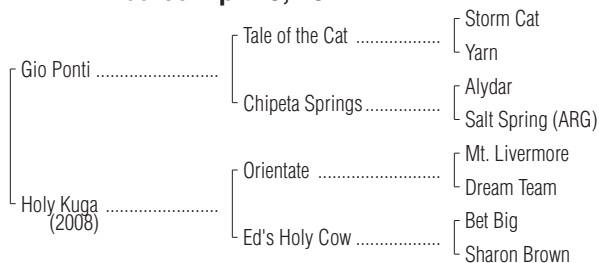 Storm Cat
Tale of the Cat ...................
Yarn
Gio Ponti ............................
Alydar
Chipeta Springs .................
Salt Spring (ARG)
Mt. Livermore
Orientate ........................
Dream Team
Holy Kuga ..........................
(2008)
Bet Big
Ed's Holy Cow ...................
Sharon Brown